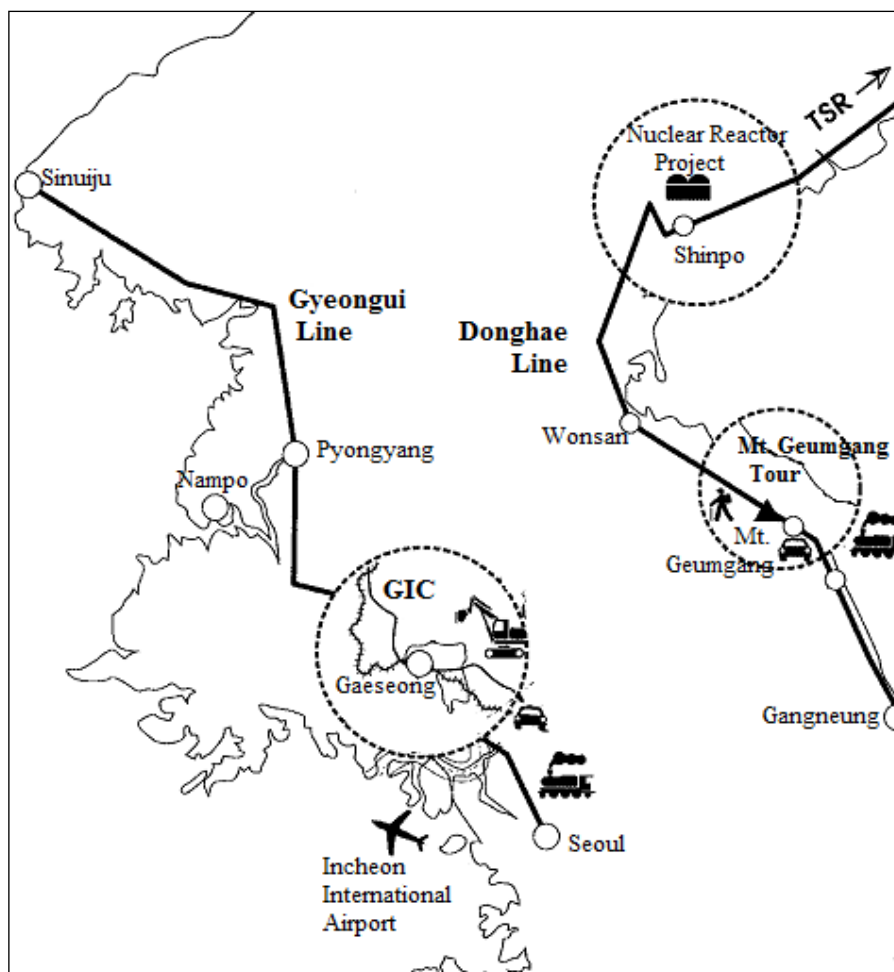 TSR
Nuclear Reactor
Project
Sinuiju
Shinpo
Gyeongui
Line
Donghae
Line
Wonsan
Mt. Geumgang
Tour
Pyongyang
Nampo
Mt.
Geumgang
GIC
Gaeseong
Gangneung
Seoul
Incheon
International
Airport